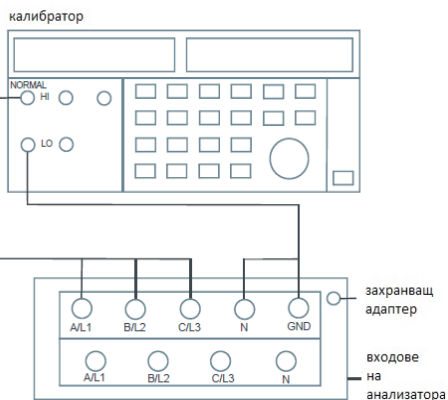 калибратор
NORMAL
HI
LO
захранващ
адаптер
A/L1 B/L2 C/L3 N GND
A/L1 B/L2 C/L3 N
входове
на
анализатора